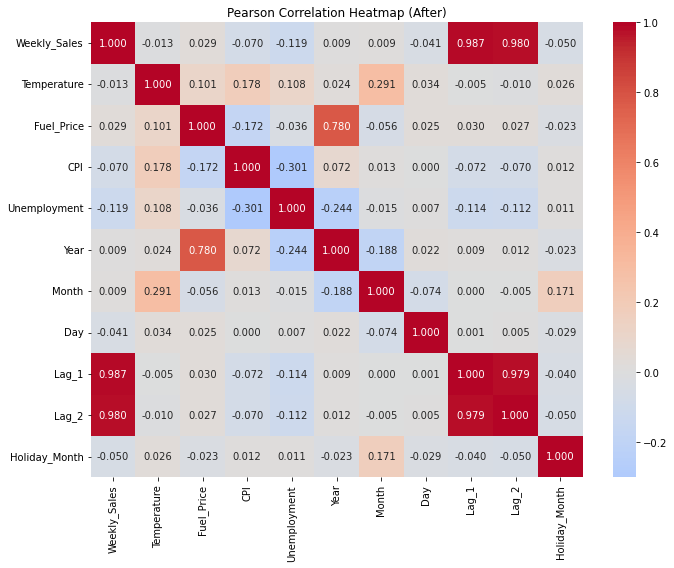 Pearson Correlation Heatmap (After)
Weekly_Sales 1.000 -0.013 0.029 -0.070 -0.119 0.009 0.009 -0.041 0.987 0.980 -0.050
Temperature -0.013 1.000 0.101 0.178 0.108 0.024 0.291 0.034 -0.005 -0.010 0.026
Fuel_Price 0.029 0.101 1.000 -0.172 -0.036 0.780 -0.056 0.025 0.030 0.027 -0.023
CPI -0.070 0.178 -0.172 1.000 -0.301 0.072 0.013 0.000 -0.072 -0.070 0.012
Unemployment -0.119 0.108 -0.036 -0.301 1.000 -0.244 -0.015 0.007 -0.114 -0.112 0.011
Year 0.009 0.024 0.780 0.072 -0.244 1.000 -0.188 0.022 0.009 0.012 -0.023
Month 0.009 0.291 -0.056 0.013 -0.015 -0.188 1.000 -0.074 0.000 -0.005 0.171
Day -0.041 0.034 0.025 0.000 0.007 0.022 -0.074 1.000 0.001 0.005 -0.029
Lag_1 0.987 -0.005 0.030 -0.072 -0.114 0.009 0.000 0.001 1.000 0.979 -0.040
Lag_2 0.980 -0.010 0.027 -0.070 -0.112 0.012 -0.005 0.005 0.979 1.000 -0.050
Holiday_Month -0.050 0.026 -0.023 0.012 0.011 -0.023 0.171 -0.029 -0.040 -0.050 1.000
Weekly_Sales
Temperature
Fuel_Price
CPI
Unemployment
Year
Month
Day
Lag_1
Lag_2
Holiday_Month
1.0
0.8
0.6
0.4
0.2
0.0
−0.2